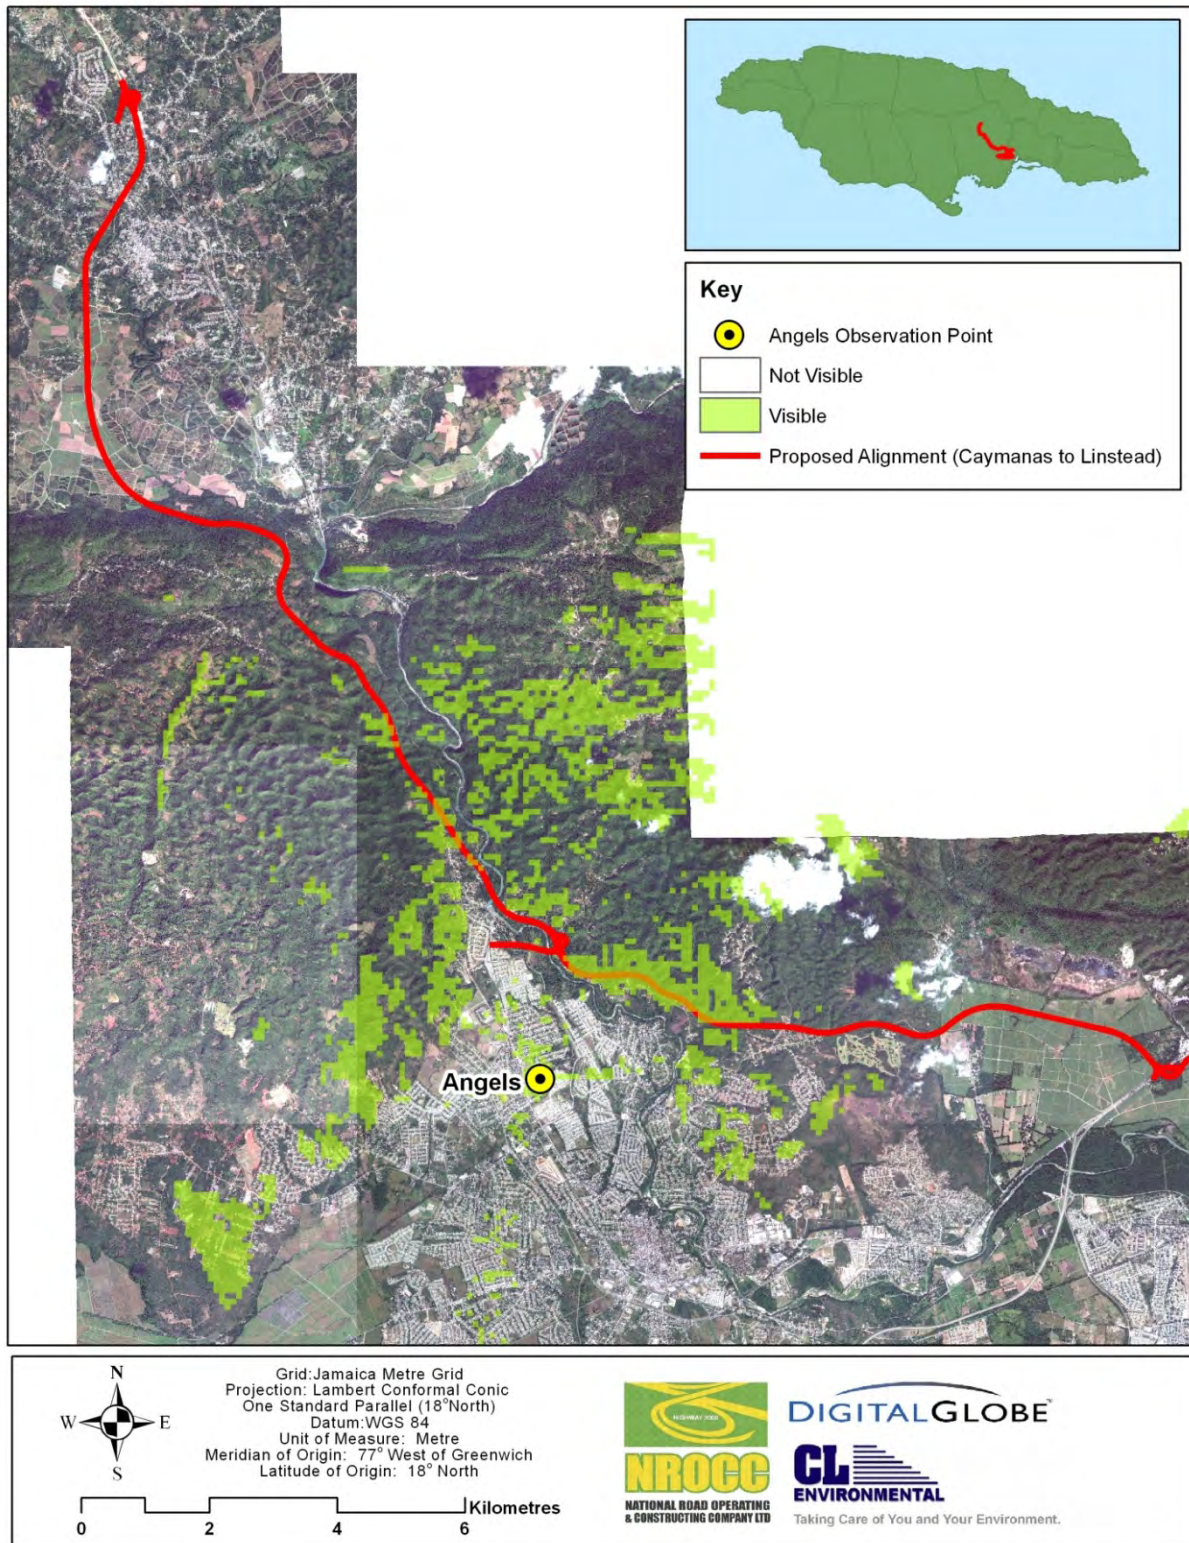 Key
Angels Observation Point
Not Visible
Visible
Proposed Alignment (Caymanas to Linstead)
Angels
N
W E
S
Grid:Jamaica Metre Grid
Projection: Lambert Conformal Conic
One Standard Parallel (18°North)
Datum:WGS 84
Unit of Measure: Metre
Meridian of Origin: 77° West of Greenwich
Latitude of Origin: 18° North
Kilometres
0 2 4 6
HIGHWAY 2000
NROCC
NATIONAL ROAD OPERATING
& CONSTRUCTING COMPANY LTD
DIGITALGLOBE™
CL
ENVIRONMENTAL
Taking Care of You and Your Environment.